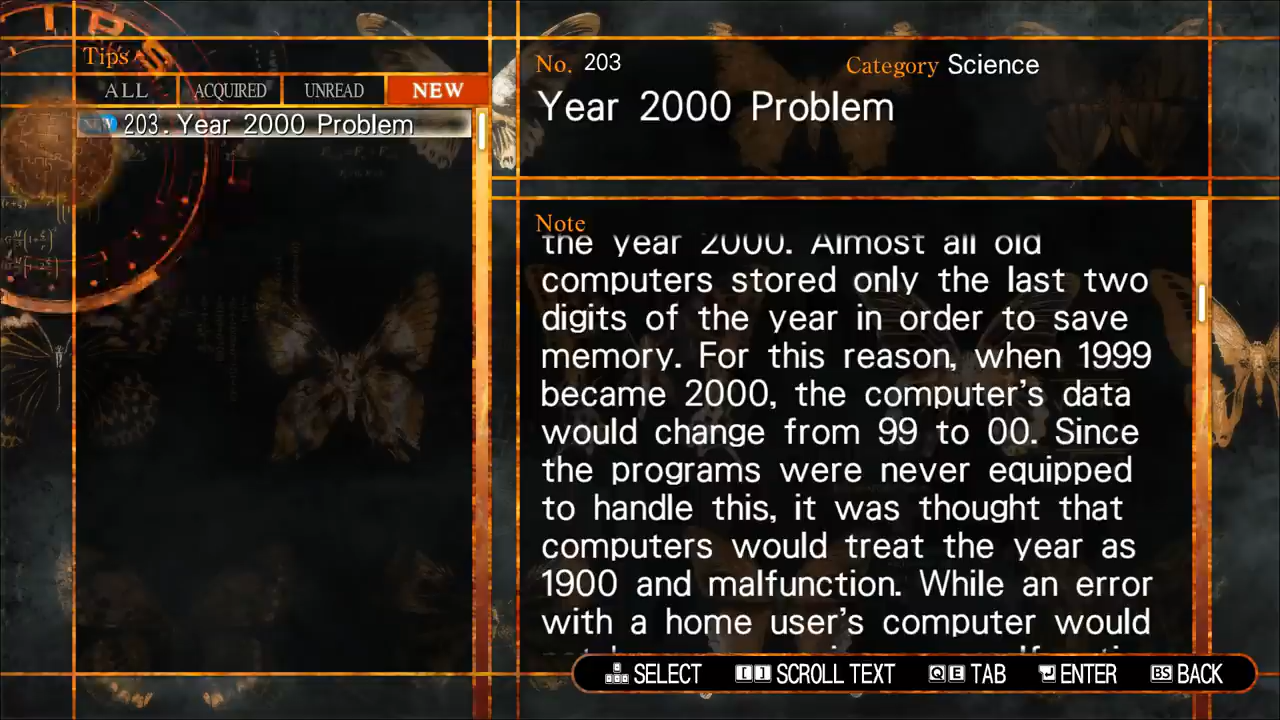 Tips
ALL
ACQUIRED
UNREAD
NEW
NEW 203. Year 2000 Problem
No. 203
Category Science
Year 2000 Problem
Note
the year 2000. Almost all old
computers stored only the last two
digits of the year in order to save
memory. For this reason, when 1999
became 2000, the computer's data
would change from 99 to 00. Since
the programs were never equipped
to handle this, it was thought that
computers would treat the year as
1900 and malfunction. While an error
with a home user's computer would
[ ] SCROLL TEXT
SELECT
Q E TAB
ENTER
BS BACK